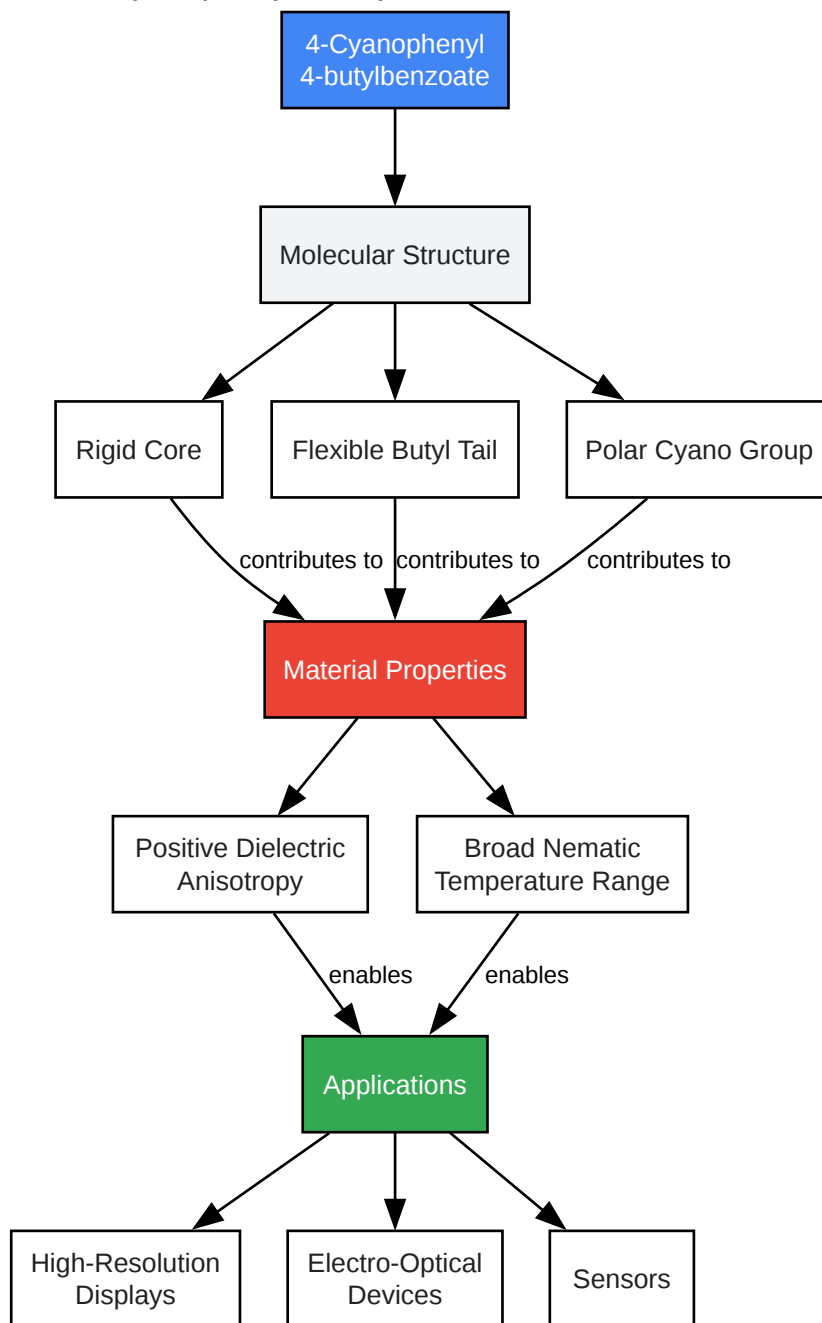 4-Cyanophenyl
4-butylbenzoate
Molecular Structure
Rigid Core
Flexible Butyl Tail
Polar Cyano Group
contributes to
contributes to
contributes to
Material Properties
Positive Dielectric
Anisotropy
Broad Nematic
Temperature Range
enables
enables
Applications
High-Resolution
Displays
Electro-Optical
Devices
Sensors